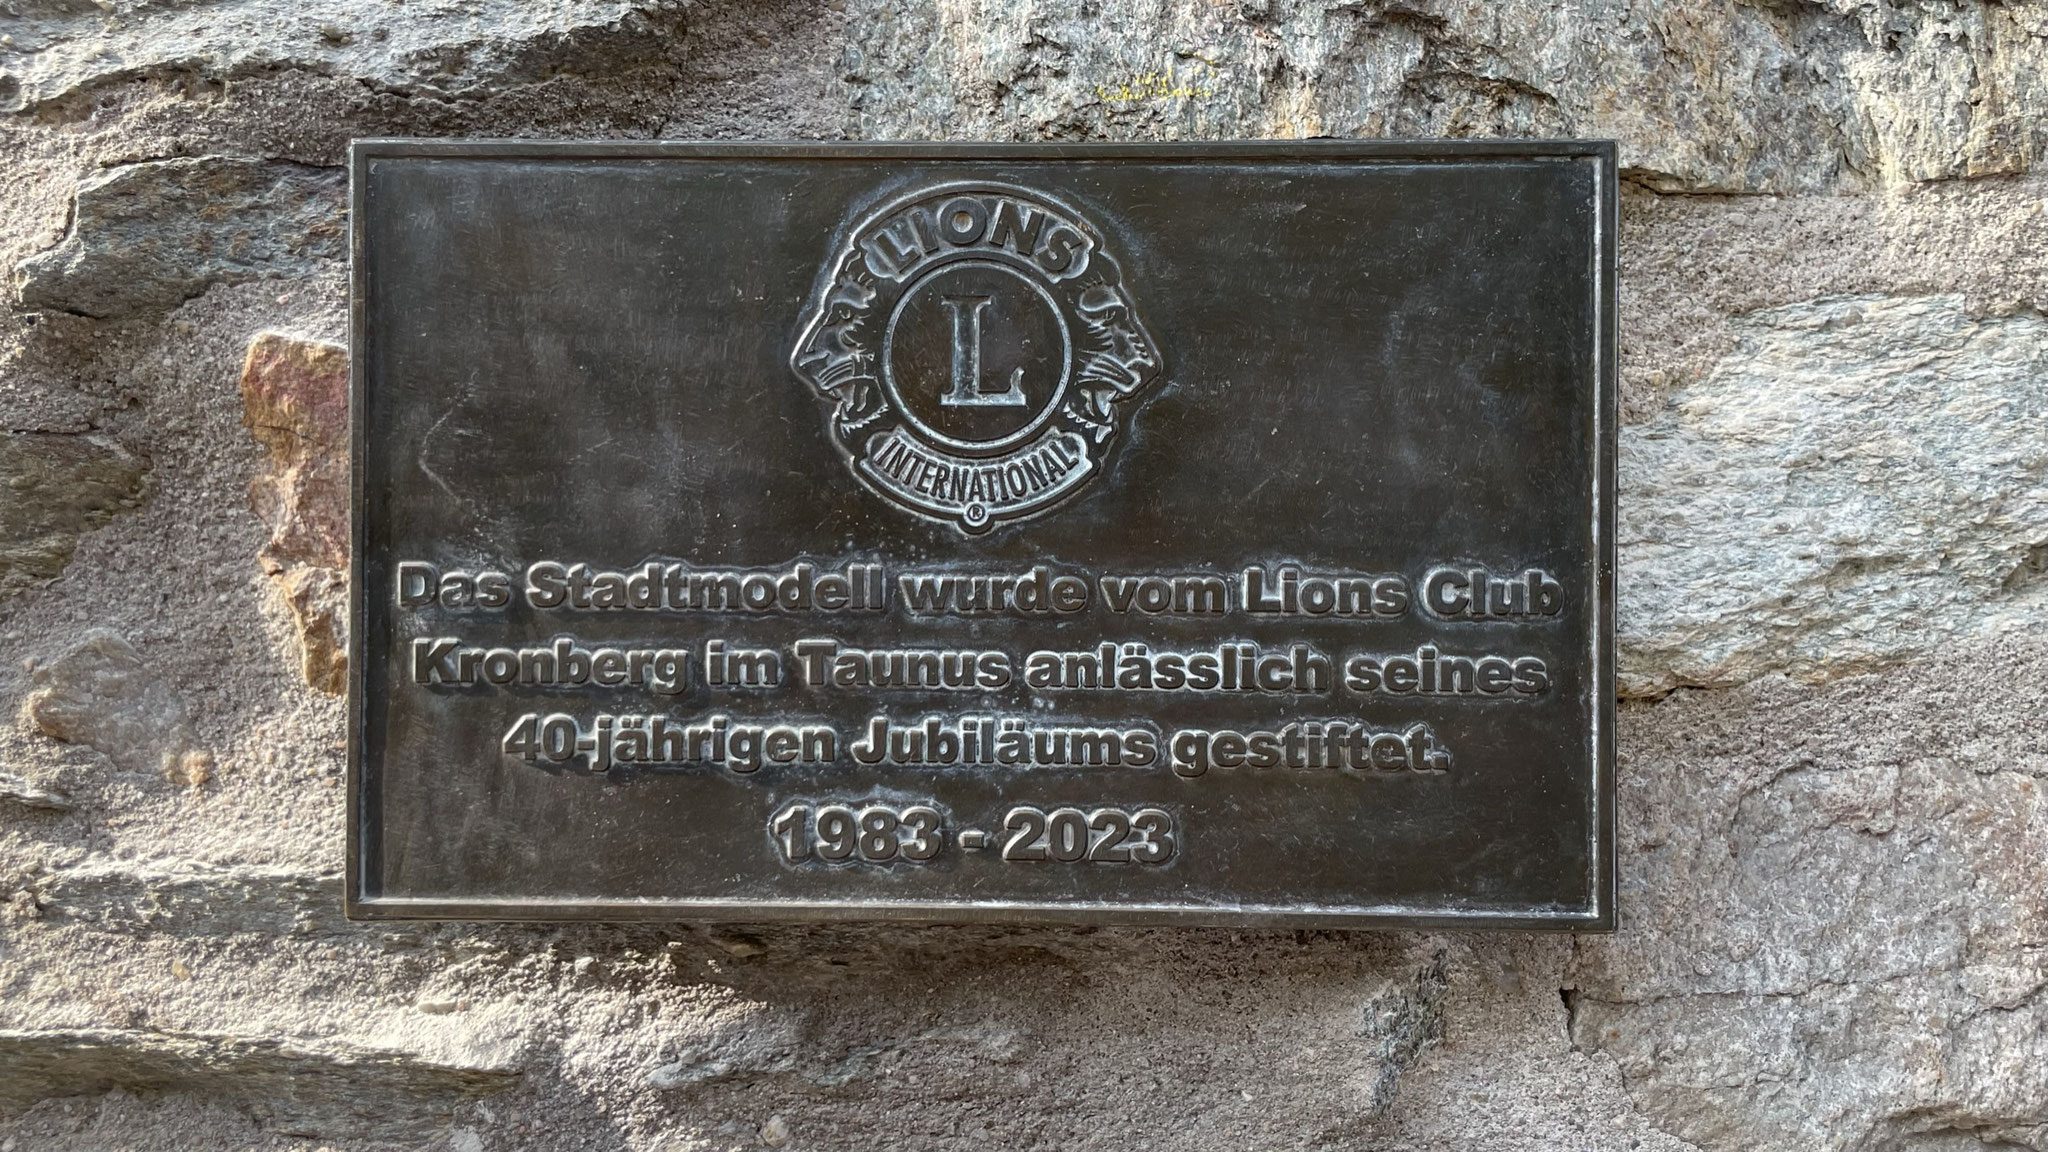 LIONS
L
INTERNATIONAL
®
Das Stadtmodell wurde vom Lions Club
Kronberg im Taunus anlässlich seines
40-jährigen Jubiläums gestiftet.
1983 - 2023